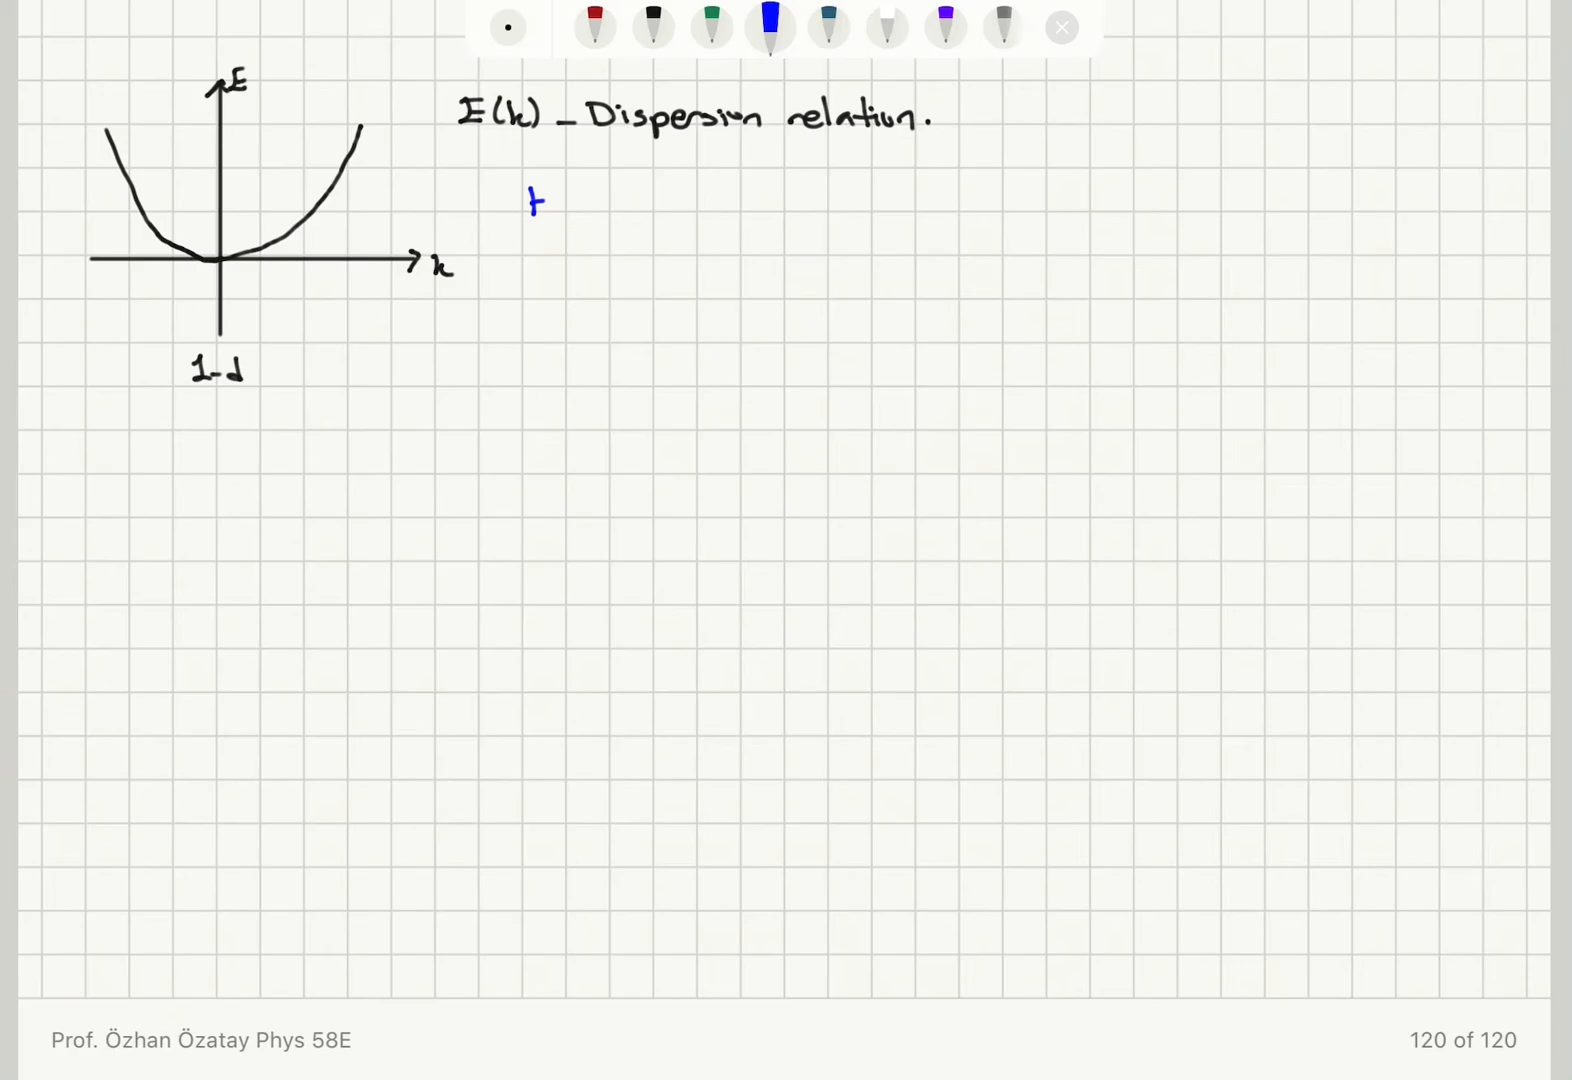 E
E(k) - Dispersion relation.
+
k
1-d
Prof. Özhan Özatay Phys 58E
120 of 120